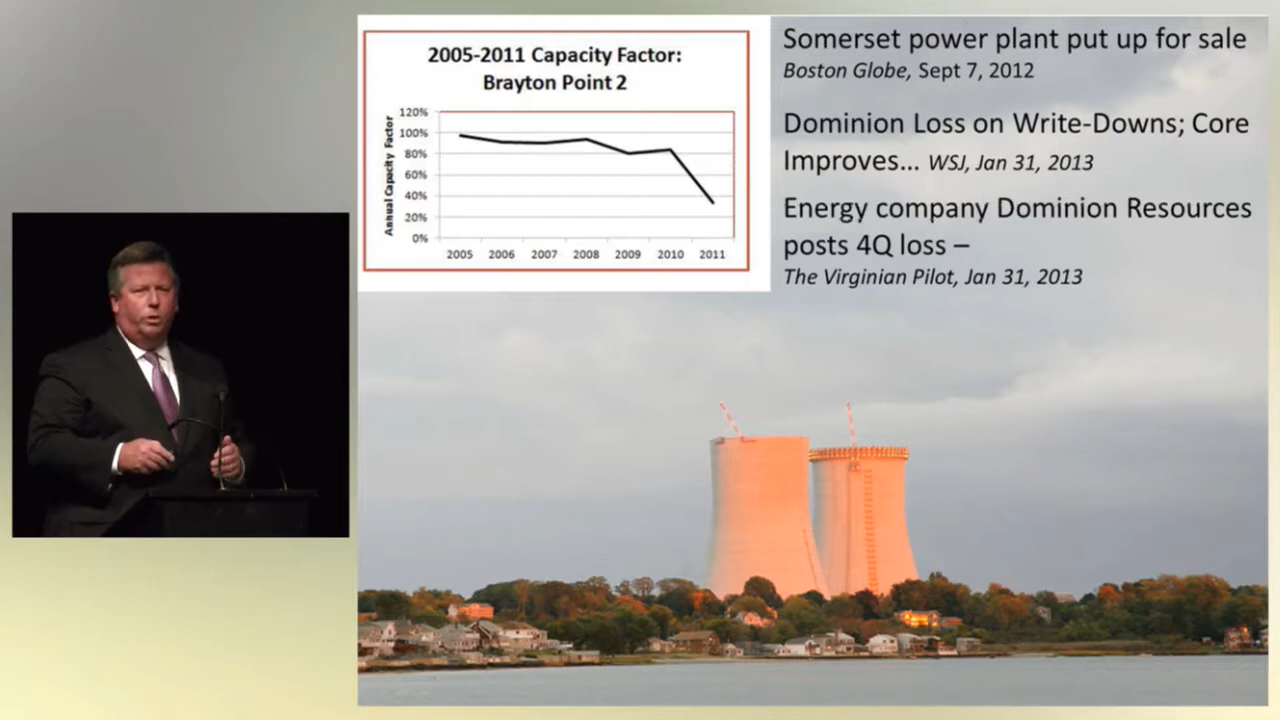 2005-2011 Capacity Factor:
Brayton Point 2
Annual Capacity Factor
120%
100%
80%
60%
40%
20%
0%
2005 2006 2007 2008 2009 2010 2011
Somerset power plant put up for sale
Boston Globe, Sept 7, 2012
Dominion Loss on Write-Downs; Core
Improves... WSJ, Jan 31, 2013
Energy company Dominion Resources
posts 4Q loss –
The Virginian Pilot, Jan 31, 2013